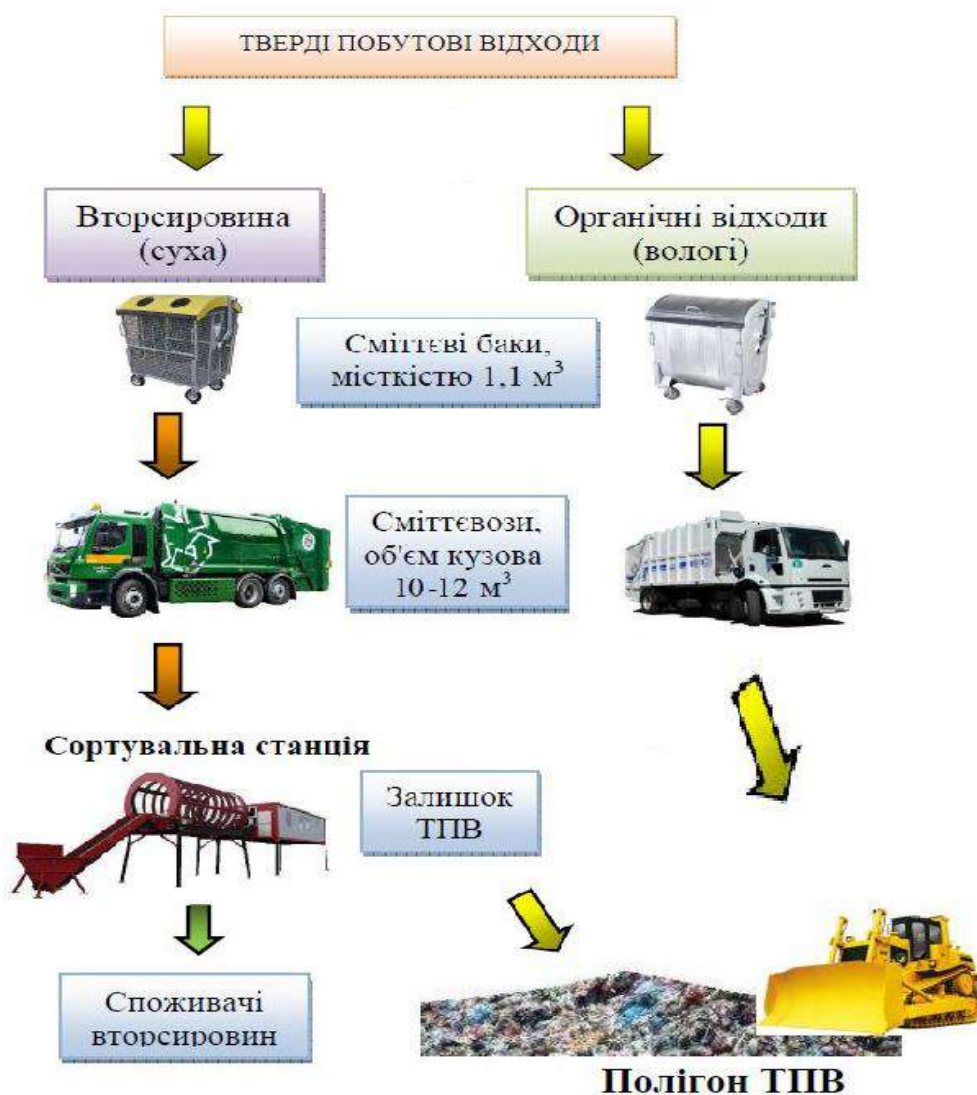 ТВЕРДІ ПОБУТОВІ ВІДХОДИ
Вторсировина
(суха)
Органічні відходи
(вологі)
Сміттєві баки,
місткістю 1,1 м³
Сміттєвози,
об'єм кузова
10-12 м³
Сортувальна станція
Залишок
ТПВ
Споживачі
вторсировин
Полігон ТПВ